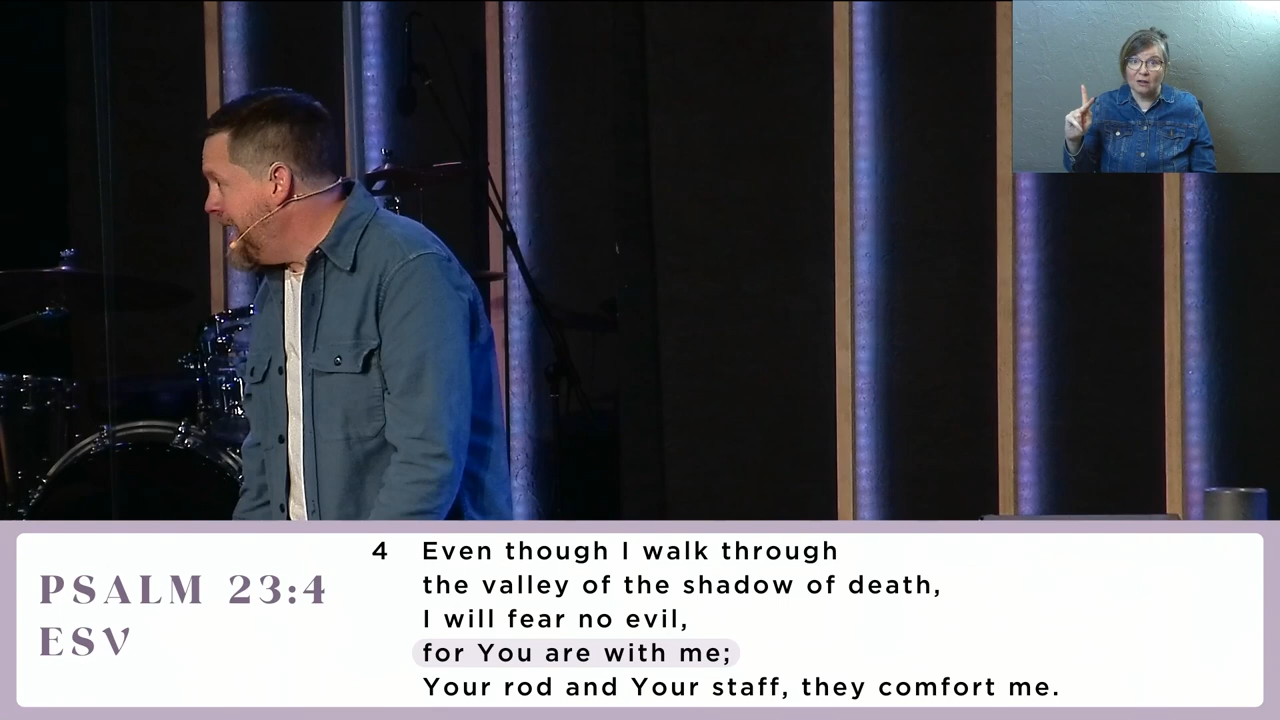 PSALM 23:4
ESV
4 Even though I walk through
the valley of the shadow of death,
I will fear no evil,
for You are with me;
Your rod and Your staff, they comfort me.